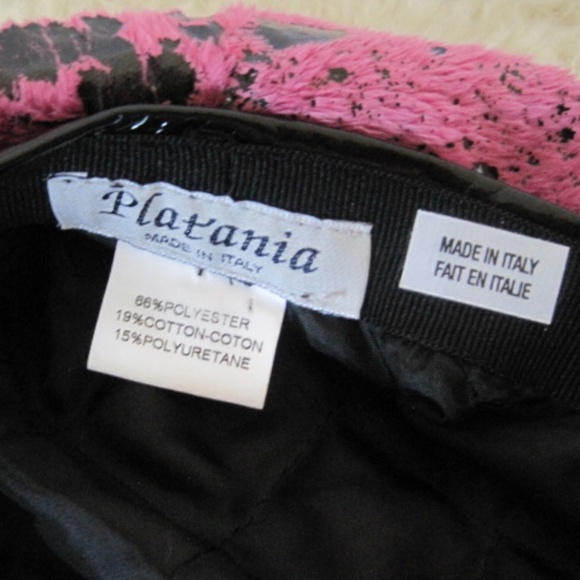 Platania
MADE IN ITALY
66%POLYESTER
19%COTTON-COTON
15%POLYURETANE
MADE IN ITALY
FAIT EN ITALIE